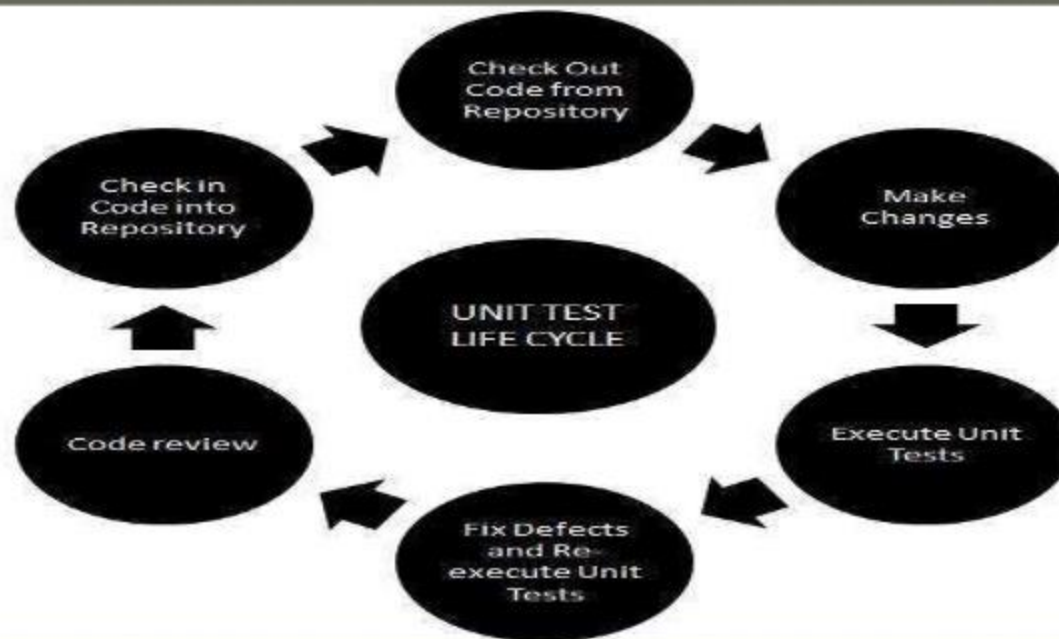 Check Out
Code from
Repository
Make
Changes
Execute Unit
Tests
Fix Defects
and Re-
execute Unit
Tests
Code review
Check in
Code into
Repository
UNIT TEST
LIFE CYCLE